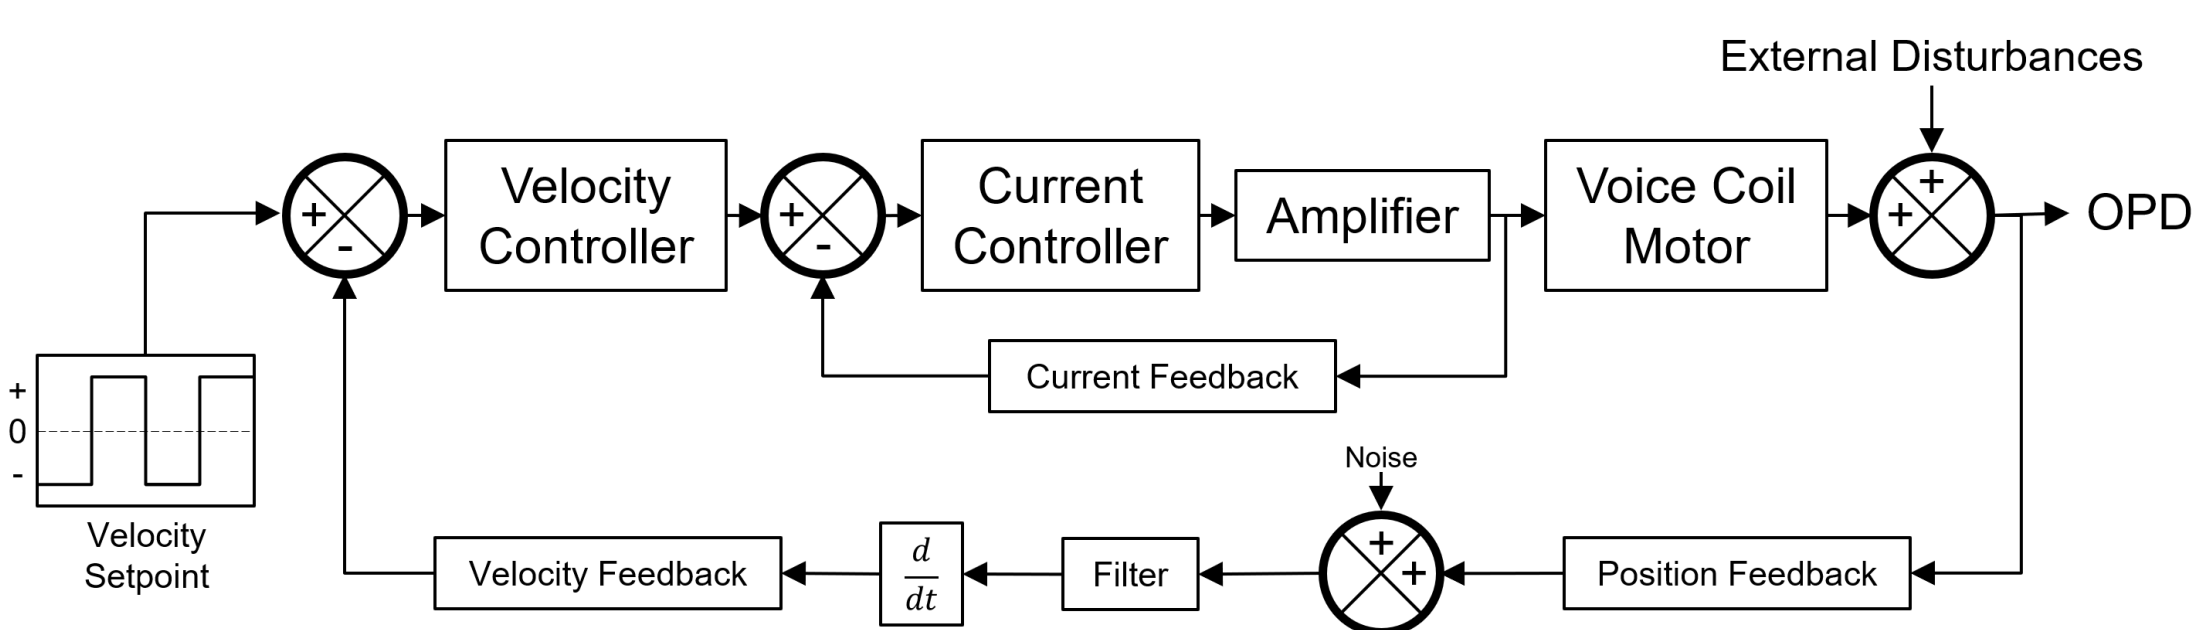 External Disturbances
Velocity
Controller
Current
Controller
Amplifier
Voice Coil
Motor
+
-
+
-
+
+
OPD
Current Feedback
+
0
-
Velocity
Setpoint
Noise
+
+
Velocity Feedback
d
dt
Filter
Position Feedback